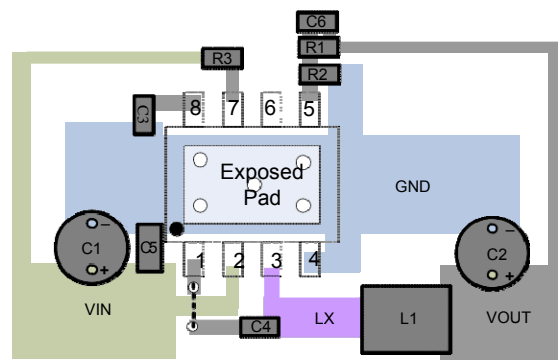 C6
R1
R3
R2
C3
8 7 6 5
Exposed
Pad
GND
C1
−
+
C5
C2
−
+
1 2 3 4
VIN
C4
LX
L1
VOUT